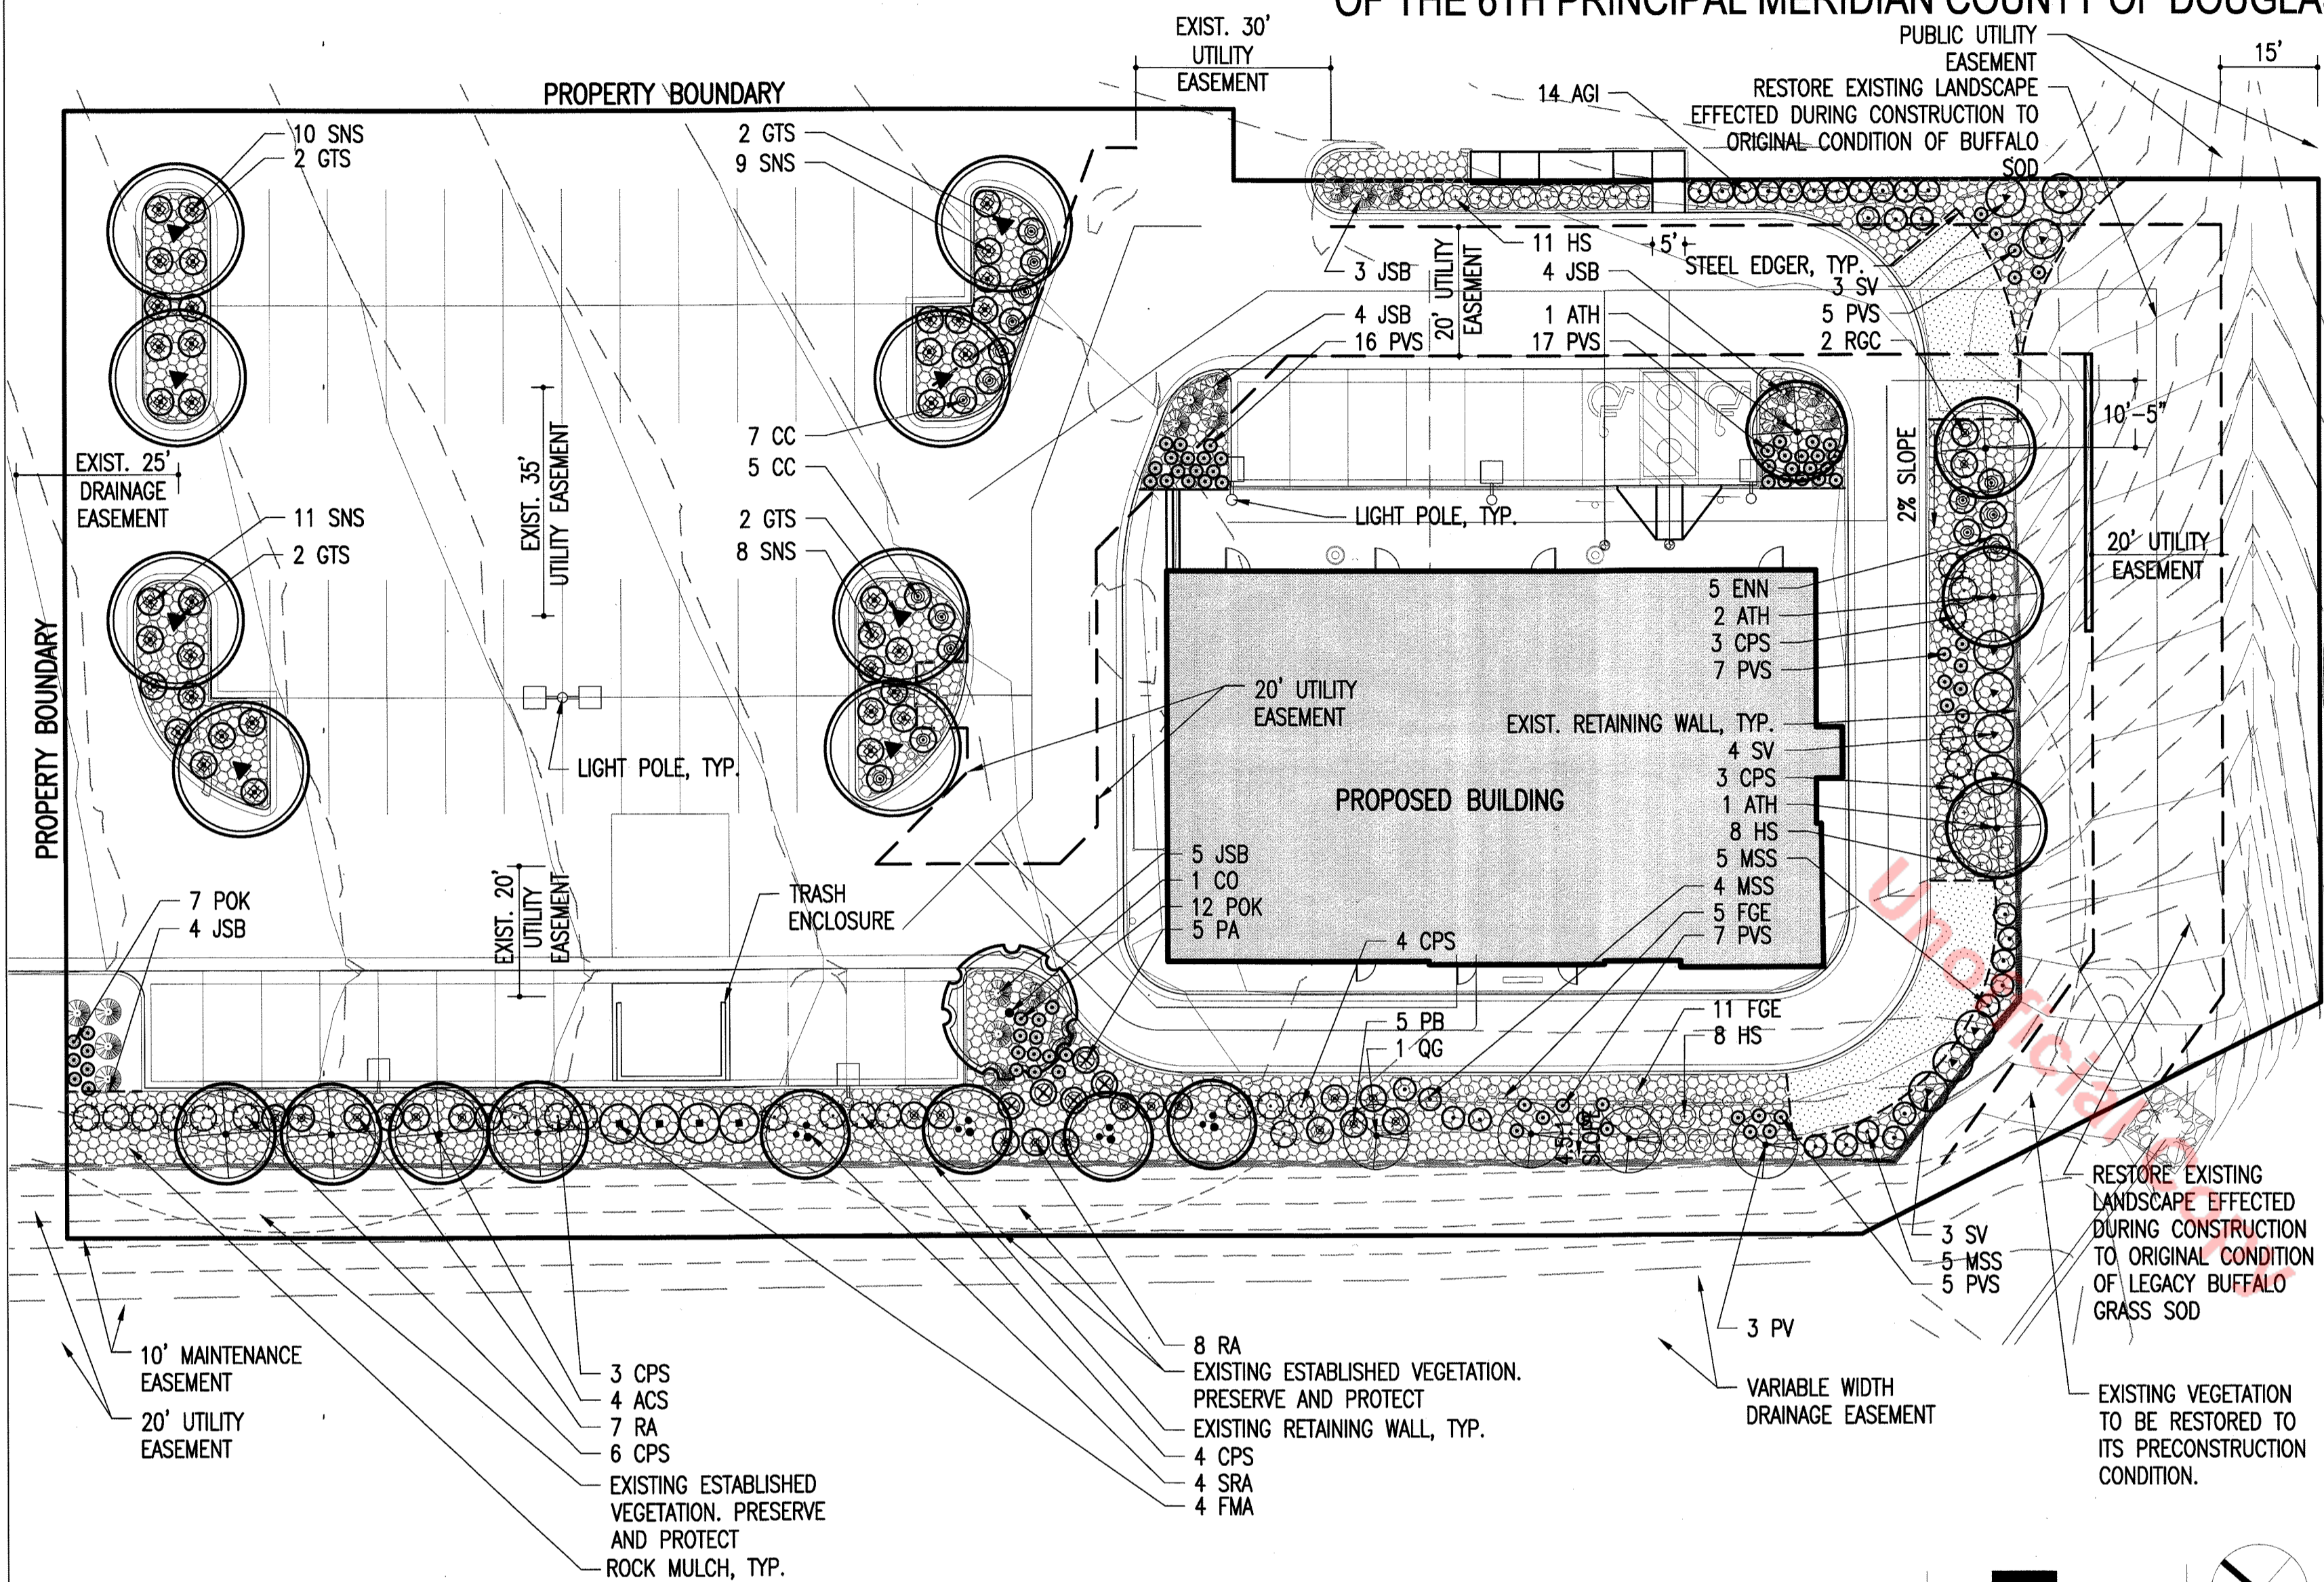 OF THE 6TH PRINCIPAL MERIDIAN COUNTY OF DOUGLAS
EXIST. 30'
UTILITY
EASEMENT
PUBLIC UTILITY
EASEMENT
15'
PROPERTY BOUNDARY
14 AGI
RESTORE EXISTING LANDSCAPE
EFFECTED DURING CONSTRUCTION TO
ORIGINAL CONDITION OF BUFFALO
SOD
10 SNS
2 GTS
2 GTS
9 SNS
11 HS
5'
3 JSB
4 JSB
20' UTILITY
EASEMENT
STEEL EDGER, TYP.
3 SV
5 PVS
2 RGC
4 JSB
16 PVS
1 ATH
17 PVS
10'-5"
7 CC
5 CC
EXIST. 25'
DRAINAGE
EASEMENT
EXIST. 35'
UTILITY EASEMENT
2% SLOPE
11 SNS
2 GTS
2 GTS
8 SNS
LIGHT POLE, TYP.
20' UTILITY
EASEMENT
5 ENN
2 ATH
3 CPS
7 PVS
PROPERTY BOUNDARY
20' UTILITY
EASEMENT
EXIST. RETAINING WALL, TYP.
4 SV
3 CPS
1 ATH
8 HS
5 MSS
4 MSS
5 FGE
7 PVS
LIGHT POLE, TYP.
PROPOSED BUILDING
5 JSB
1 CO
12 POK
5 PA
4 CPS
TRASH
ENCLOSURE
EXIST. 20'
UTILITY
EASEMENT
7 POK
4 JSB
5 PB
1 QG
11 FGE
8 HS
4.5:1
SLOPE
Unofficial Copy
3 SV
5 MSS
5 PVS
RESTORE EXISTING
LANDSCAPE EFFECTED
DURING CONSTRUCTION
TO ORIGINAL CONDITION
OF LEGACY BUFFALO
GRASS SOD
3 PV
10' MAINTENANCE
EASEMENT
20' UTILITY
EASEMENT
3 CPS
4 ACS
7 RA
6 CPS
EXISTING ESTABLISHED
VEGETATION. PRESERVE
AND PROTECT
ROCK MULCH, TYP.
8 RA
EXISTING ESTABLISHED VEGETATION.
PRESERVE AND PROTECT
EXISTING RETAINING WALL, TYP.
4 CPS
4 SRA
4 FMA
VARIABLE WIDTH
DRAINAGE EASEMENT
EXISTING VEGETATION
TO BE RESTORED TO
ITS PRECONSTRUCTION
CONDITION.